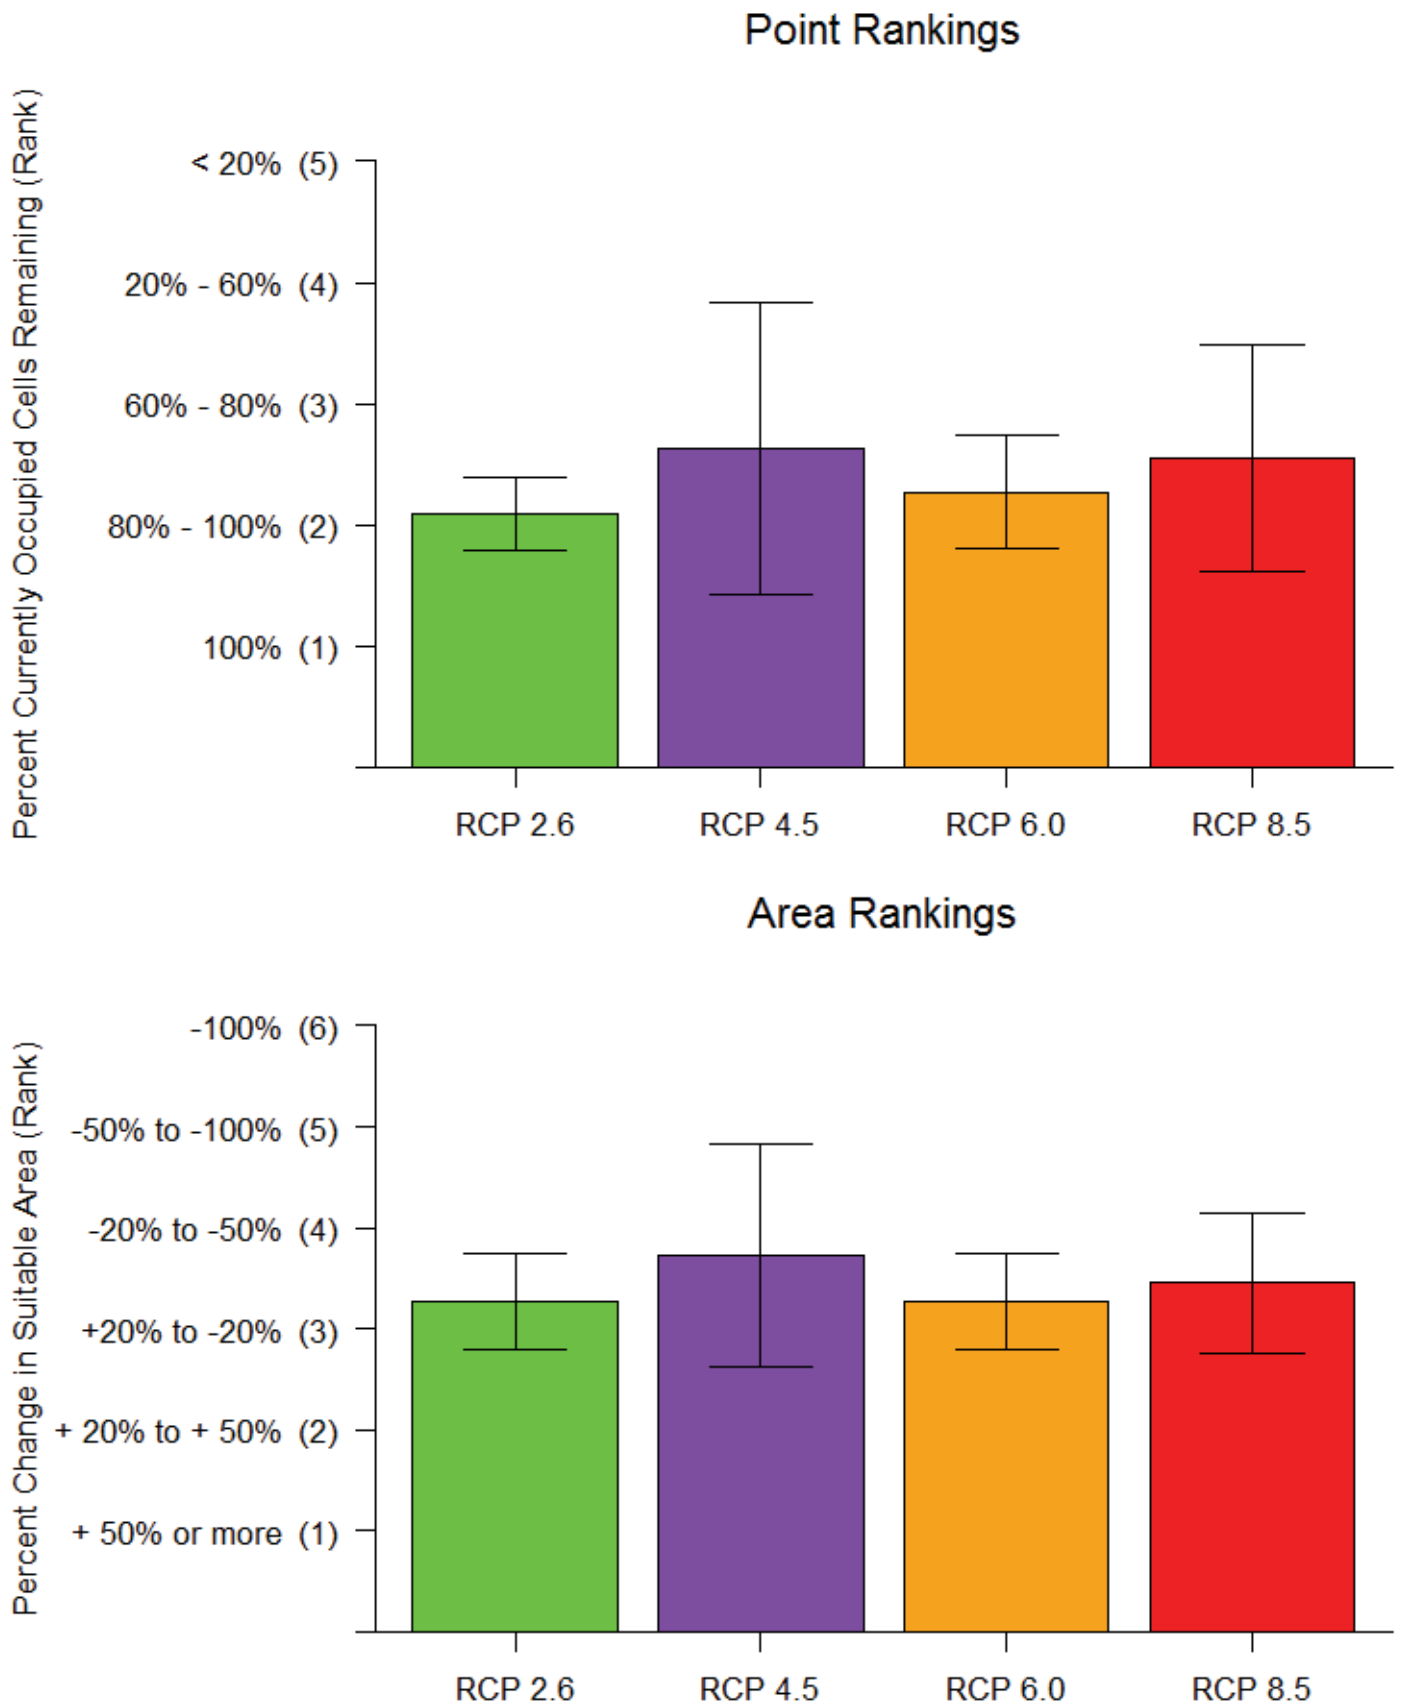 Point Rankings
Percent Currently Occupied Cells Remaining (Rank)
< 20% (5)
20% - 60% (4)
60% - 80% (3)
80% - 100% (2)
100% (1)
RCP 2.6 RCP 4.5 RCP 6.0 RCP 8.5
Area Rankings
Percent Change in Suitable Area (Rank)
-100% (6)
-50% to -100% (5)
-20% to -50% (4)
+20% to -20% (3)
+ 20% to + 50% (2)
+ 50% or more (1)
RCP 2.6 RCP 4.5 RCP 6.0 RCP 8.5